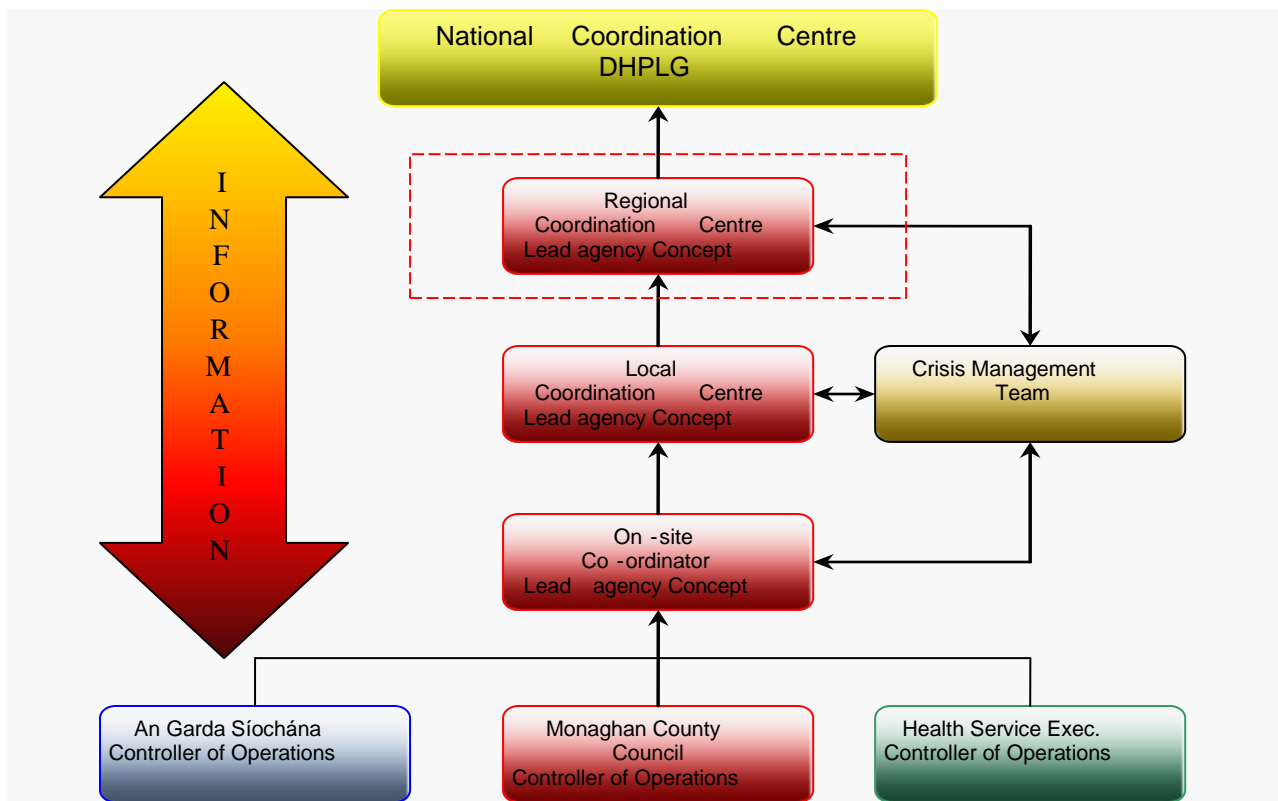 National Coordination Centre
DHPLG
INFORMATION
Regional
Coordination Centre
Lead agency Concept
Local
Coordination Centre
Lead agency Concept
Crisis Management
Team
On -site
Co -ordinator
Lead agency Concept
An Garda Síochána
Controller of Operations
Monaghan County
Council
Controller of Operations
Health Service Exec.
Controller of Operations